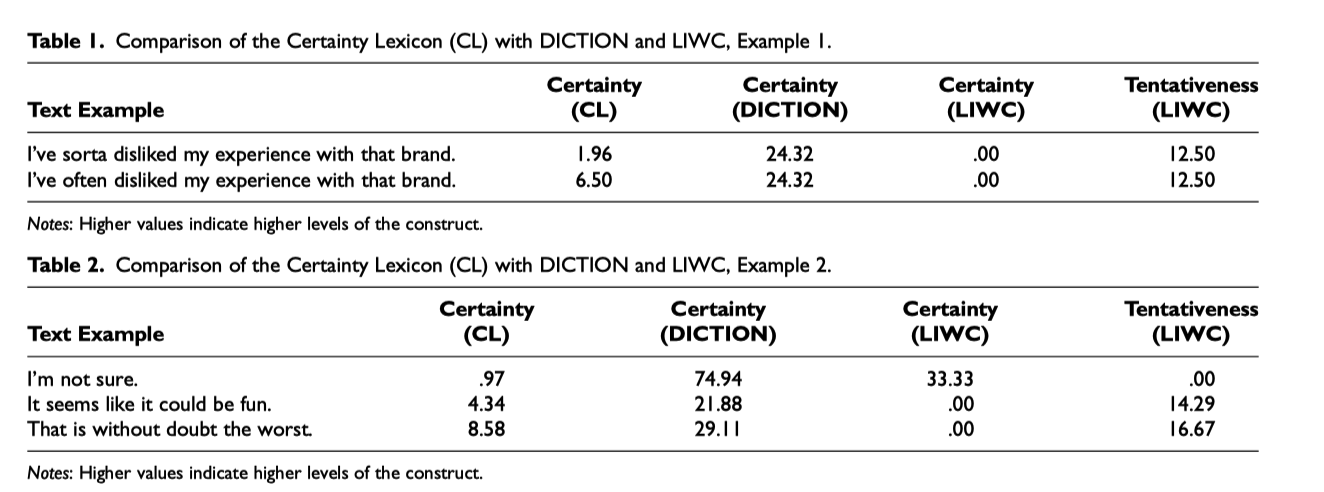 Table 1. Comparison of the Certainty Lexicon (CL) with DICTION and LIWC, Example 1.
Text Example Certainty (CL) Certainty (DICTION) Certainty (LIWC) Tentativeness (LIWC)
I've sorta disliked my experience with that brand. 1.96 24.32 .00 12.50
I've often disliked my experience with that brand. 6.50 24.32 .00 12.50
Notes: Higher values indicate higher levels of the construct.
Table 2. Comparison of the Certainty Lexicon (CL) with DICTION and LIWC, Example 2.
Text Example Certainty (CL) Certainty (DICTION) Certainty (LIWC) Tentativeness (LIWC)
I'm not sure. .97 74.94 33.33 .00
It seems like it could be fun. 4.34 21.88 .00 14.29
That is without doubt the worst. 8.58 29.11 .00 16.67
Notes: Higher values indicate higher levels of the construct.